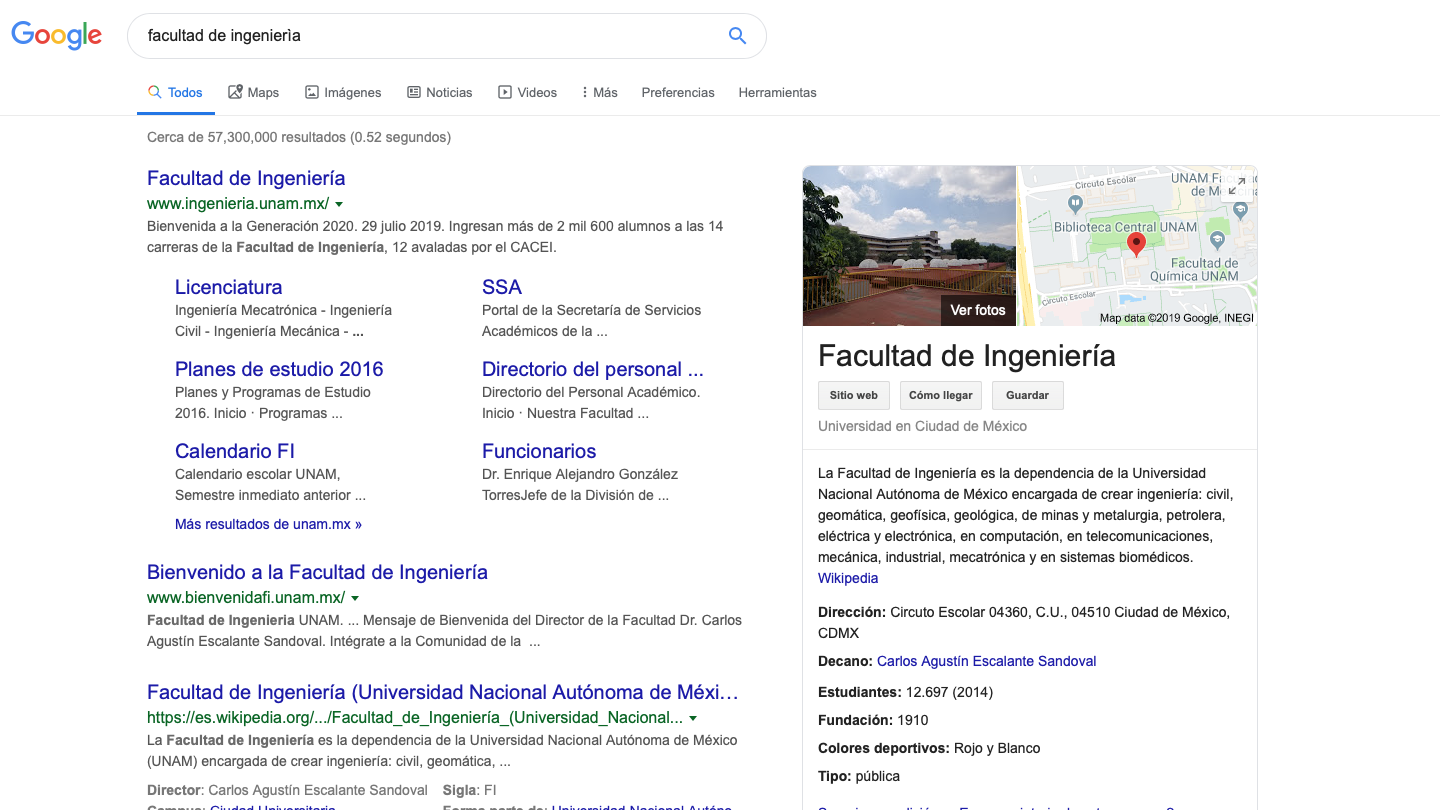 Google
facultad de ingenierìa
Todos
Maps
Imágenes
Noticias
Videos
Más
Preferencias
Herramientas
Cerca de 57,300,000 resultados (0.52 segundos)
Facultad de Ingeniería
www.ingenieria.unam.mx/
Bienvenida a la Generación 2020. 29 julio 2019. Ingresan más de 2 mil 600 alumnos a las 14
carreras de la Facultad de Ingeniería, 12 avaladas por el CACEI.
Licenciatura
Ingeniería Mecatrónica - Ingeniería
Civil - Ingeniería Mecánica - ...
SSA
Portal de la Secretaría de Servicios
Académicos de la ...
Planes de estudio 2016
Planes y Programas de Estudio
2016. Inicio · Programas ...
Directorio del personal ...
Directorio del Personal Académico.
Inicio · Nuestra Facultad ...
Calendario FI
Calendario escolar UNAM,
Semestre inmediato anterior ...
Funcionarios
Dr. Enrique Alejandro González
TorresJefe de la División de ...
Más resultados de unam.mx »
Bienvenido a la Facultad de Ingeniería
www.bienvenidafi.unam.mx/
Facultad de Ingenieria UNAM. ... Mensaje de Bienvenida del Director de la Facultad Dr. Carlos
Agustín Escalante Sandoval. Intégrate a la Comunidad de la ...
Facultad de Ingeniería (Universidad Nacional Autónoma de Méxi...
https://es.wikipedia.org/.../Facultad_de_Ingeniería_(Universidad_Nacional...
La Facultad de Ingeniería es la dependencia de la Universidad Nacional Autónoma de México
(UNAM) encargada de crear ingeniería: civil, geomática, ...
Director: Carlos Agustín Escalante Sandoval
Sigla: FI
Ver fotos
Circuito Escolar
UNAM
Biblioteca Central UNAM
Facultad de
Química UNAM
Circuito Escolar
Map data ©2019 Google, INEGI
Facultad de Ingeniería
Sitio web
Cómo llegar
Guardar
Universidad en Ciudad de México
La Facultad de Ingeniería es la dependencia de la Universidad
Nacional Autónoma de México encargada de crear ingeniería: civil,
geomática, geofísica, geológica, de minas y metalurgia, petrolera,
eléctrica y electrónica, en computación, en telecomunicaciones,
mecánica, industrial, mecatrónica y en sistemas biomédicos.
Wikipedia
Dirección: Circuto Escolar 04360, C.U., 04510 Ciudad de México,
CDMX
Decano: Carlos Agustín Escalante Sandoval
Estudiantes: 12.697 (2014)
Fundación: 1910
Colores deportivos: Rojo y Blanco
Tipo: pública